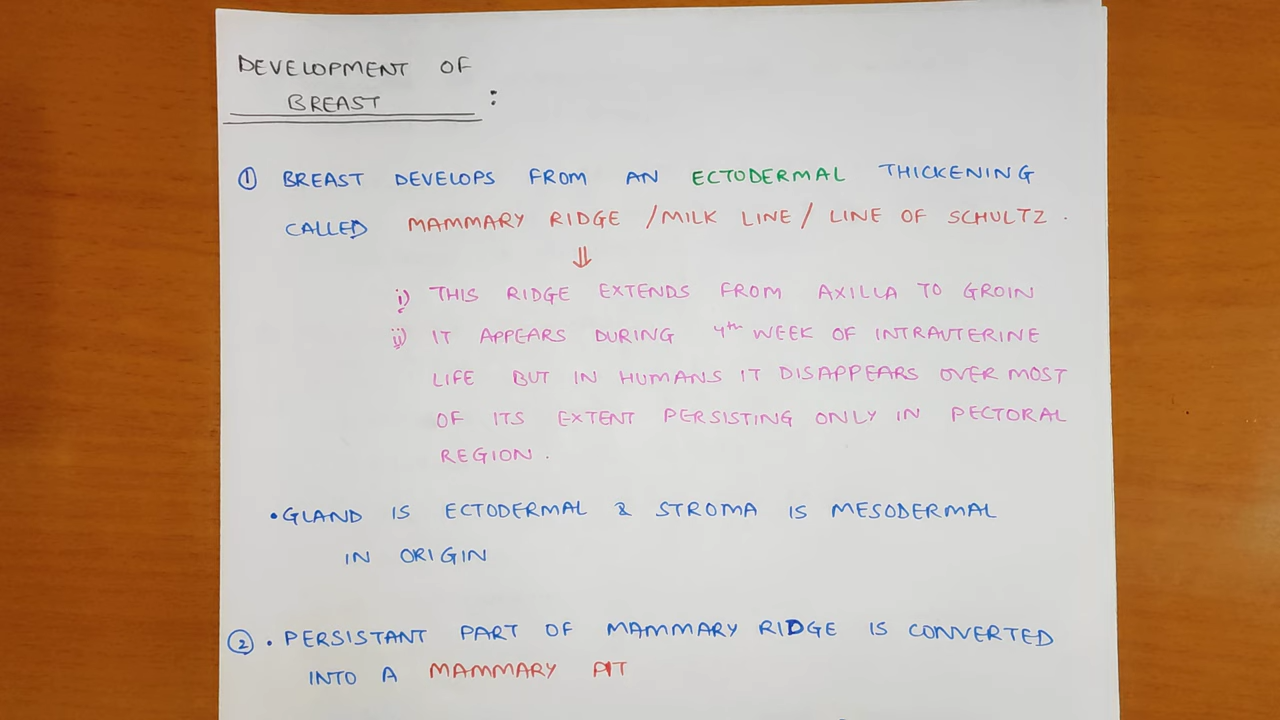 DEVELOPMENT OF
BREAST :
① BREAST DEVELOPS FROM AN ECTODERMAL THICKENING
CALLED MAMMARY RIDGE / MILK LINE / LINE OF SCHULTZ .
⇓
i) THIS RIDGE EXTENDS FROM AXILLA TO GROIN
ii) IT APPEARS DURING 4th WEEK OF INTRAUTERINE
LIFE BUT IN HUMANS IT DISAPPEARS OVER MOST
OF ITS EXTENT PERSISTING ONLY IN PECTORAL
REGION .
• GLAND IS ECTODERMAL & STROMA IS MESODERMAL
IN ORIGIN
② • PERSISTANT PART OF MAMMARY RIDGE IS CONVERTED
INTO A MAMMARY PIT